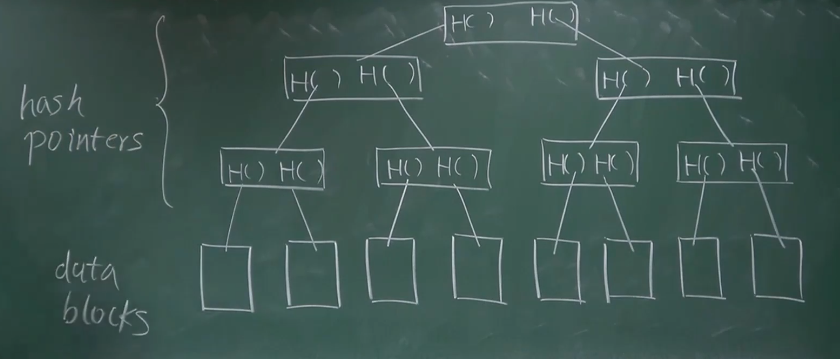 H( ) H( )
H( ) H( ) H( ) H( )
hash
pointers
H( ) H( ) H( ) H( ) H( ) H( ) H( ) H( )
data
blocks